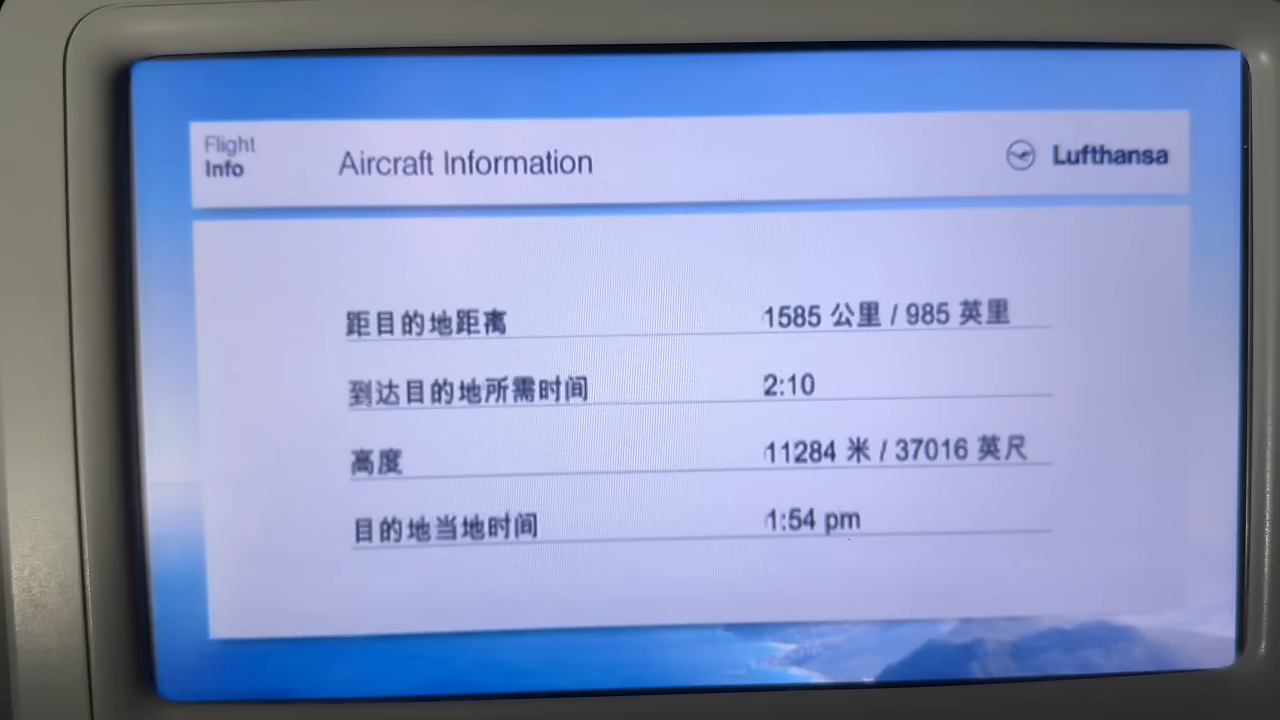 Flight
Info
Aircraft Information
Lufthansa
距目的地距离 1585 公里 / 985 英里
到达目的地所需时间 2:10
高度 11284 米 / 37016 英尺
目的地当地时间 1:54 pm